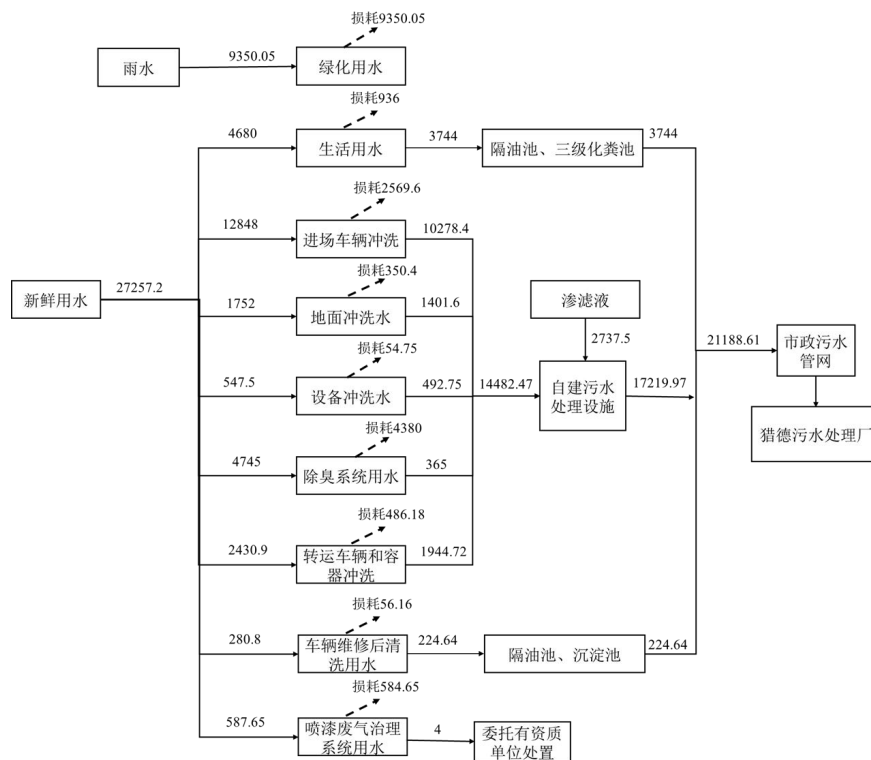 损耗9350.05
雨水
9350.05
绿化用水
损耗936
4680
生活用水
3744
隔油池、三级化粪池
3744
损耗2569.6
12848
进场车辆冲洗
10278.4
新鲜用水
27257.2
损耗350.4
1752
地面冲洗水
1401.6
渗滤液
2737.5
损耗54.75
547.5
设备冲洗水
492.75
14482.47
自建污水
处理设施
17219.97
21188.61
市政污水
管网
猎德污水处理厂
损耗4380
4745
除臭系统用水
365
损耗486.18
2430.9
转运车辆和容
器冲洗
1944.72
损耗56.16
280.8
车辆维修后清
洗用水
224.64
隔油池、沉淀池
224.64
损耗584.65
587.65
喷漆废气治理
系统用水
4
委托有资质
单位处置